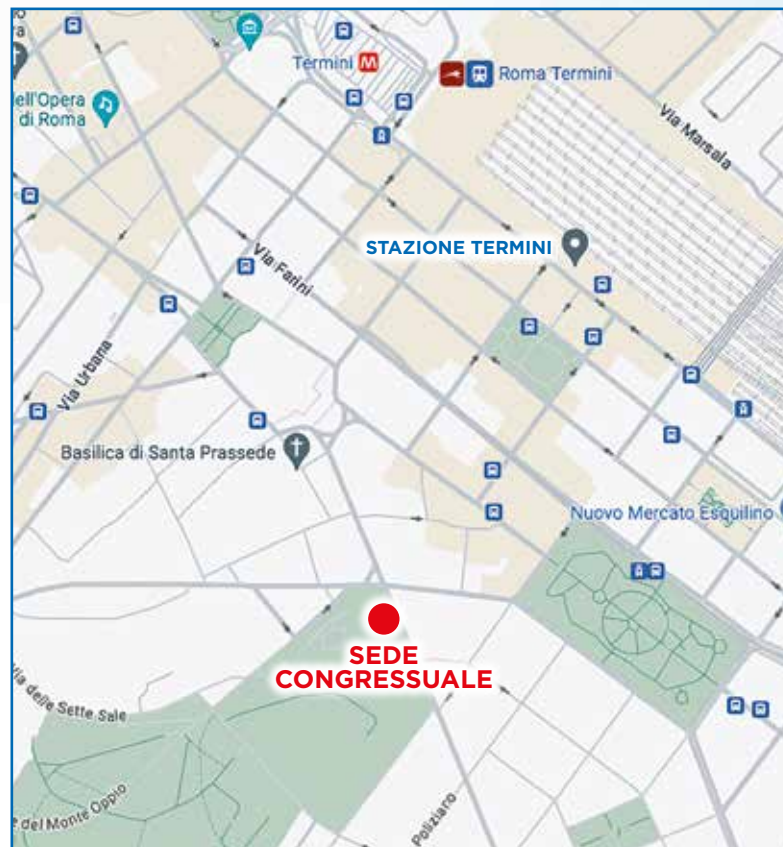 Termini M
Roma Termini
ell'Opera
di Roma
Via Marsala
STAZIONE TERMINI
Via Farini
Via Urbana
Basilica di Santa Prassede
Nuovo Mercato Esquilino
SEDE
CONGRESSUALE
Via delle Sette Sale
e del Monte Oppio
Poliziano